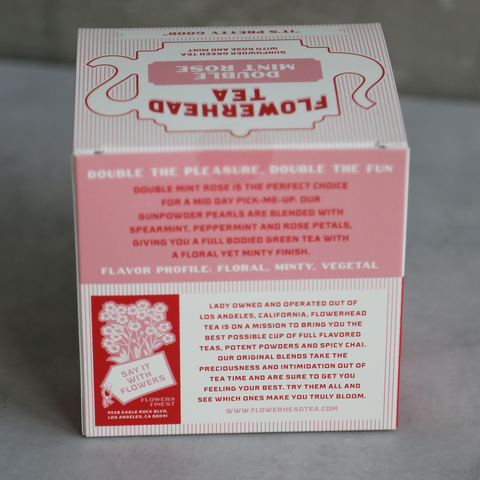 "IT'S PRETTY GOOD"
GUNPOWDER GREEN TEA
WITH ROSE AND MINT
DOUBLE
MINT ROSE
FLOWERHEAD
TEA
DOUBLE THE PLEASURE, DOUBLE THE FUN
DOUBLE MINT ROSE IS THE PERFECT CHOICE
FOR A MID DAY PICK-ME-UP. OUR
GUNPOWDER PEARLS ARE BLENDED WITH
SPEARMINT, PEPPERMINT AND ROSE PETALS,
GIVING YOU A FULL BODIED GREEN TEA WITH
A FLORAL YET MINTY FINISH.
FLAVOR PROFILE: FLORAL, MINTY, VEGETAL
SAY IT
WITH
FLOWERS
FLOWERS
FINEST
4538 EAGLE ROCK BLVD.
LOS ANGELES, CA 90041
LADY OWNED AND OPERATED OUT OF
LOS ANGELES, CALIFORNIA, FLOWERHEAD
TEA IS ON A MISSION TO BRING YOU THE
BEST POSSIBLE CUP OF FULL FLAVORED
TEAS, POTENT POWDERS AND SPICY CHAI.
OUR ORIGINAL BLENDS TAKE THE
PRECIOUSNESS AND INTIMIDATION OUT OF
TEA TIME AND ARE SURE TO GET YOU
FEELING YOUR BEST. TRY THEM ALL AND
SEE WHICH ONES MAKE YOU TRULY BLOOM.
WWW.FLOWERHEADTEA.COM